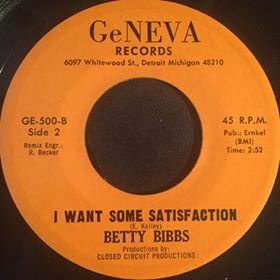 GeNEVA
RECORDS
6097 Whitewood St., Detroit Michigan 48210
GE-500-B
Side 2
Remix Engr.:
R. Becker
45 R.P.M.
Pub.: Ernkel
(BMI)
Time: 2:52
I WANT SOME SATISFACTION
(E. Kelley)
BETTY BIBBS
Productions by:
CLOSED CIRCUIT PRODUCTIONS